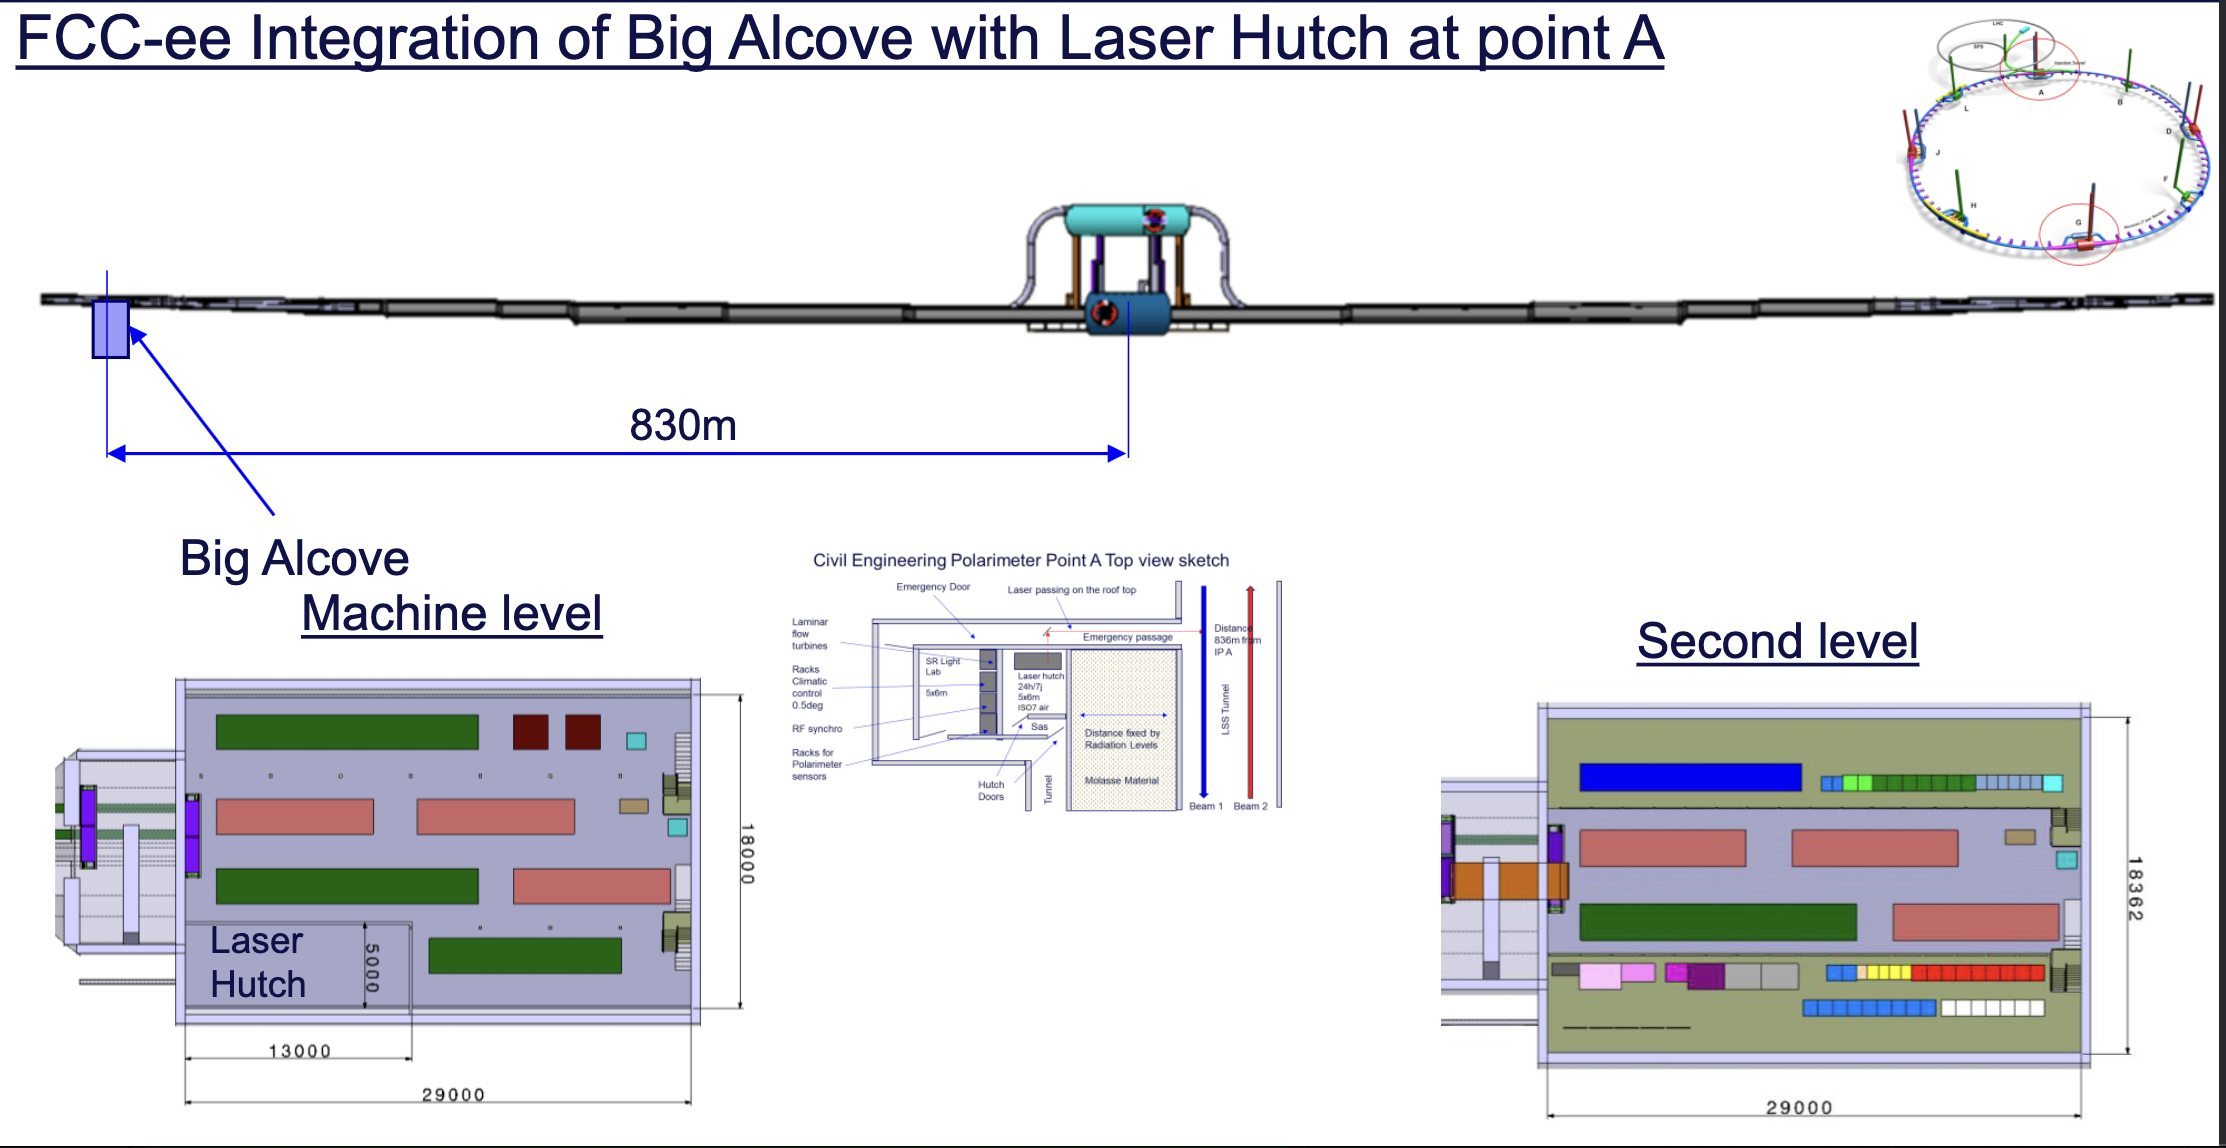 FCC-ee Integration of Big Alcove with Laser Hutch at point A
LHC
SPS
Injection Tunnel
A
B
L
D
J
F
H
G
830m
Big Alcove
Machine level
Laser
Hutch
5000
18000
13000
29000
Civil Engineering Polarimeter Point A Top view sketch
Emergency Door
Laser passing on the roof top
Laminar
flow
turbines
Racks
Climatic
control
0.5deg
RF synchro
Racks for
Polarimeter
sensors
SR Light
Lab
5x6m
Laser hutch
24h/7j
5x6m
ISO7 air
Sas
Hutch
Doors
Tunnel
Emergency passage
Distance fixed by
Radiation Levels
Molasse Material
Distance
836m from
IP A
LSS Tunnel
Beam 1
Beam 2
Second level
18362
29000